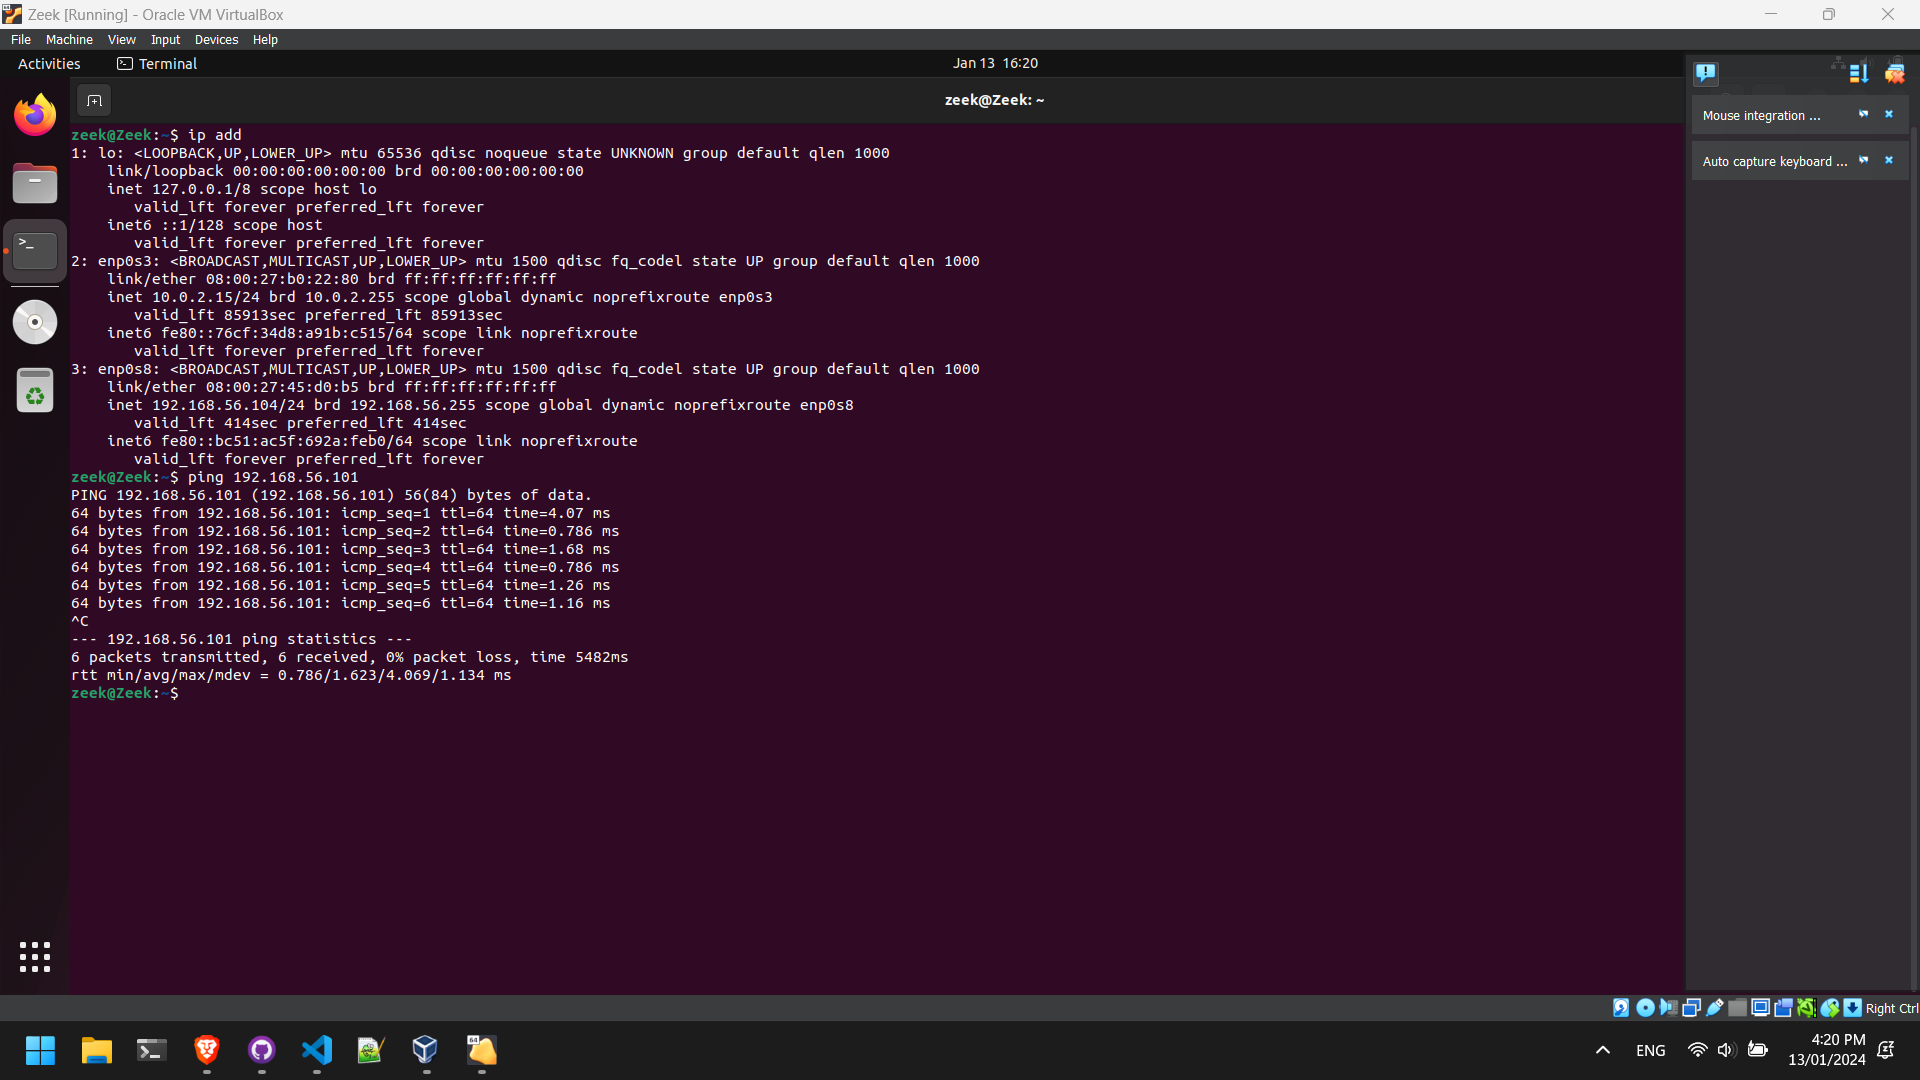 Zeek [Running] - Oracle VM VirtualBox
File Machine View Input Devices Help
Activities Terminal Jan 13 16:20
zeek@Zeek: ~
Mouse integration ...
Auto capture keyboard ...
zeek@Zeek:~$ ip add
1: lo: <LOOPBACK,UP,LOWER_UP> mtu 65536 qdisc noqueue state UNKNOWN group default qlen 1000
link/loopback 00:00:00:00:00:00 brd 00:00:00:00:00:00
inet 127.0.0.1/8 scope host lo
valid_lft forever preferred_lft forever
inet6 ::1/128 scope host
valid_lft forever preferred_lft forever
2: enp0s3: <BROADCAST,MULTICAST,UP,LOWER_UP> mtu 1500 qdisc fq_codel state UP group default qlen 1000
link/ether 08:00:27:b0:22:80 brd ff:ff:ff:ff:ff:ff
inet 10.0.2.15/24 brd 10.0.2.255 scope global dynamic noprefixroute enp0s3
valid_lft 85913sec preferred_lft 85913sec
inet6 fe80::76cf:34d8:a91b:c515/64 scope link noprefixroute
valid_lft forever preferred_lft forever
3: enp0s8: <BROADCAST,MULTICAST,UP,LOWER_UP> mtu 1500 qdisc fq_codel state UP group default qlen 1000
link/ether 08:00:27:45:d0:b5 brd ff:ff:ff:ff:ff:ff
inet 192.168.56.104/24 brd 192.168.56.255 scope global dynamic noprefixroute enp0s8
valid_lft 414sec preferred_lft 414sec
inet6 fe80::bc51:ac5f:692a:feb0/64 scope link noprefixroute
valid_lft forever preferred_lft forever
zeek@Zeek:~$ ping 192.168.56.101
PING 192.168.56.101 (192.168.56.101) 56(84) bytes of data.
64 bytes from 192.168.56.101: icmp_seq=1 ttl=64 time=4.07 ms
64 bytes from 192.168.56.101: icmp_seq=2 ttl=64 time=0.786 ms
64 bytes from 192.168.56.101: icmp_seq=3 ttl=64 time=1.68 ms
64 bytes from 192.168.56.101: icmp_seq=4 ttl=64 time=0.786 ms
64 bytes from 192.168.56.101: icmp_seq=5 ttl=64 time=1.26 ms
64 bytes from 192.168.56.101: icmp_seq=6 ttl=64 time=1.16 ms
^C
--- 192.168.56.101 ping statistics ---
6 packets transmitted, 6 received, 0% packet loss, time 5482ms
rtt min/avg/max/mdev = 0.786/1.623/4.069/1.134 ms
zeek@Zeek:~$
Right Ctrl
ENG 4:20 PM
13/01/2024